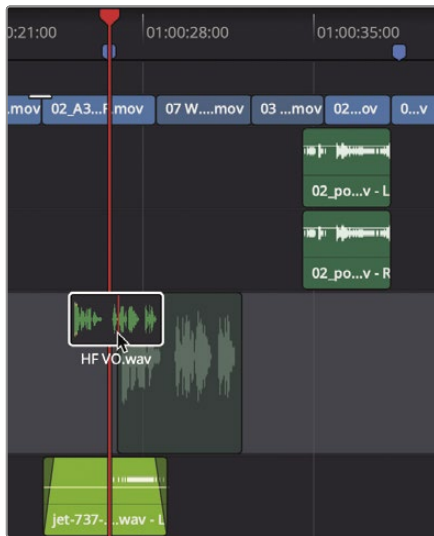 0:21:00
01:00:28:00
01:00:35:00
.mov
02_A3...F.mov
07 W....mov
03 ...mov
02...ov
0...v
02_po...v - L
02_po...v - R
HF VO.wav
jet-737-...wav - L